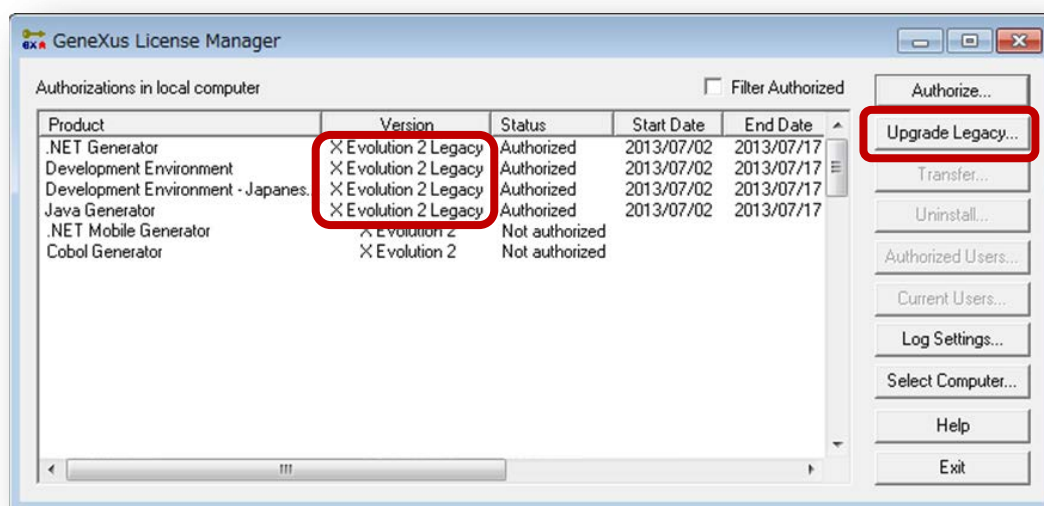 GeneXus License Manager
Authorizations in local computer Filter Authorized
Product Version Status Start Date End Date
.NET Generator X Evolution 2 Legacy Authorized 2013/07/02 2013/07/17
Development Environment X Evolution 2 Legacy Authorized 2013/07/02 2013/07/17
Development Environment - Japanes... X Evolution 2 Legacy Authorized 2013/07/02 2013/07/17
Java Generator X Evolution 2 Legacy Authorized 2013/07/02 2013/07/17
.NET Mobile Generator X Evolution 2 Not authorized
Cobol Generator X Evolution 2 Not authorized
Authorize...
Upgrade Legacy...
Transfer...
Uninstall...
Authorized Users...
Current Users...
Log Settings...
Select Computer...
Help
Exit